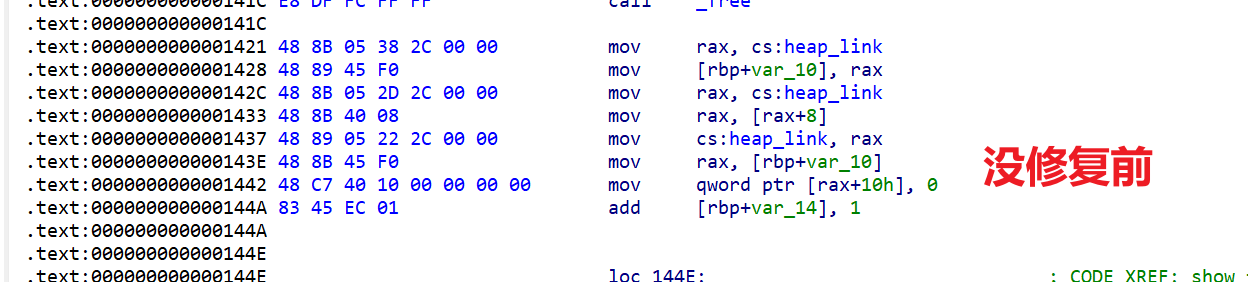 .text:000000000000141C E8 DF FC FF FF call _free
.text:000000000000141C
.text:0000000000001421 48 8B 05 38 2C 00 00 mov rax, cs:heap_link
.text:0000000000001428 48 89 45 F0 mov [rbp+var_10], rax
.text:000000000000142C 48 8B 05 2D 2C 00 00 mov rax, cs:heap_link
.text:0000000000001433 48 8B 40 08 mov rax, [rax+8]
.text:0000000000001437 48 89 05 22 2C 00 00 mov cs:heap_link, rax
.text:000000000000143E 48 8B 45 F0 mov rax, [rbp+var_10]
没修复前
.text:0000000000001442 48 C7 40 10 00 00 00 00 mov qword ptr [rax+10h], 0
.text:000000000000144A 83 45 EC 01 add [rbp+var_14], 1
.text:000000000000144A
.text:000000000000144E
.text:000000000000144E loc_144E: ; CODE XREF: show